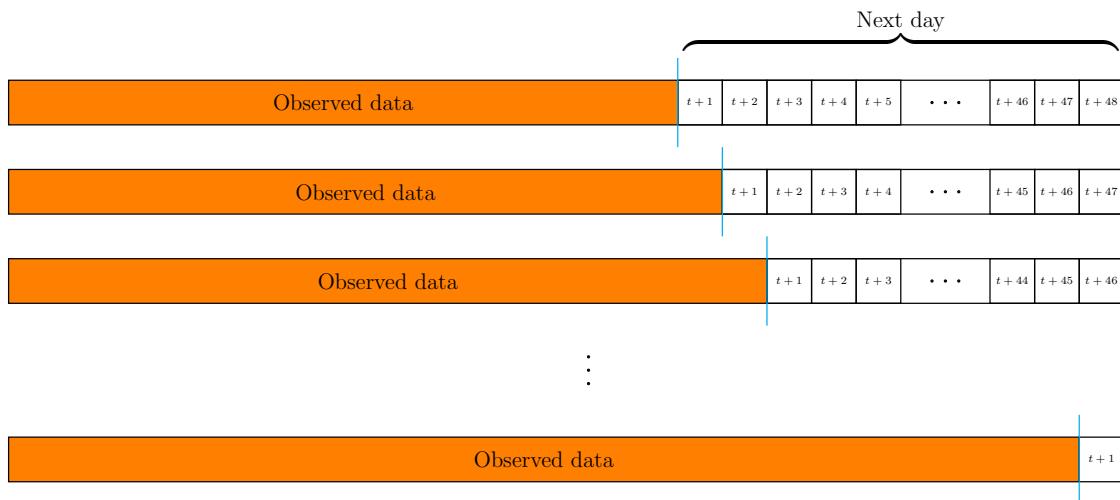 Next day
Observed data t + 1 t + 2 t + 3 t + 4 t + 5 · · · t + 46 t + 47 t + 48
Observed data t + 1 t + 2 t + 3 t + 4 · · · t + 45 t + 46 t + 47
Observed data t + 1 t + 2 t + 3 · · · t + 44 t + 45 t + 46
⋮
Observed data t + 1